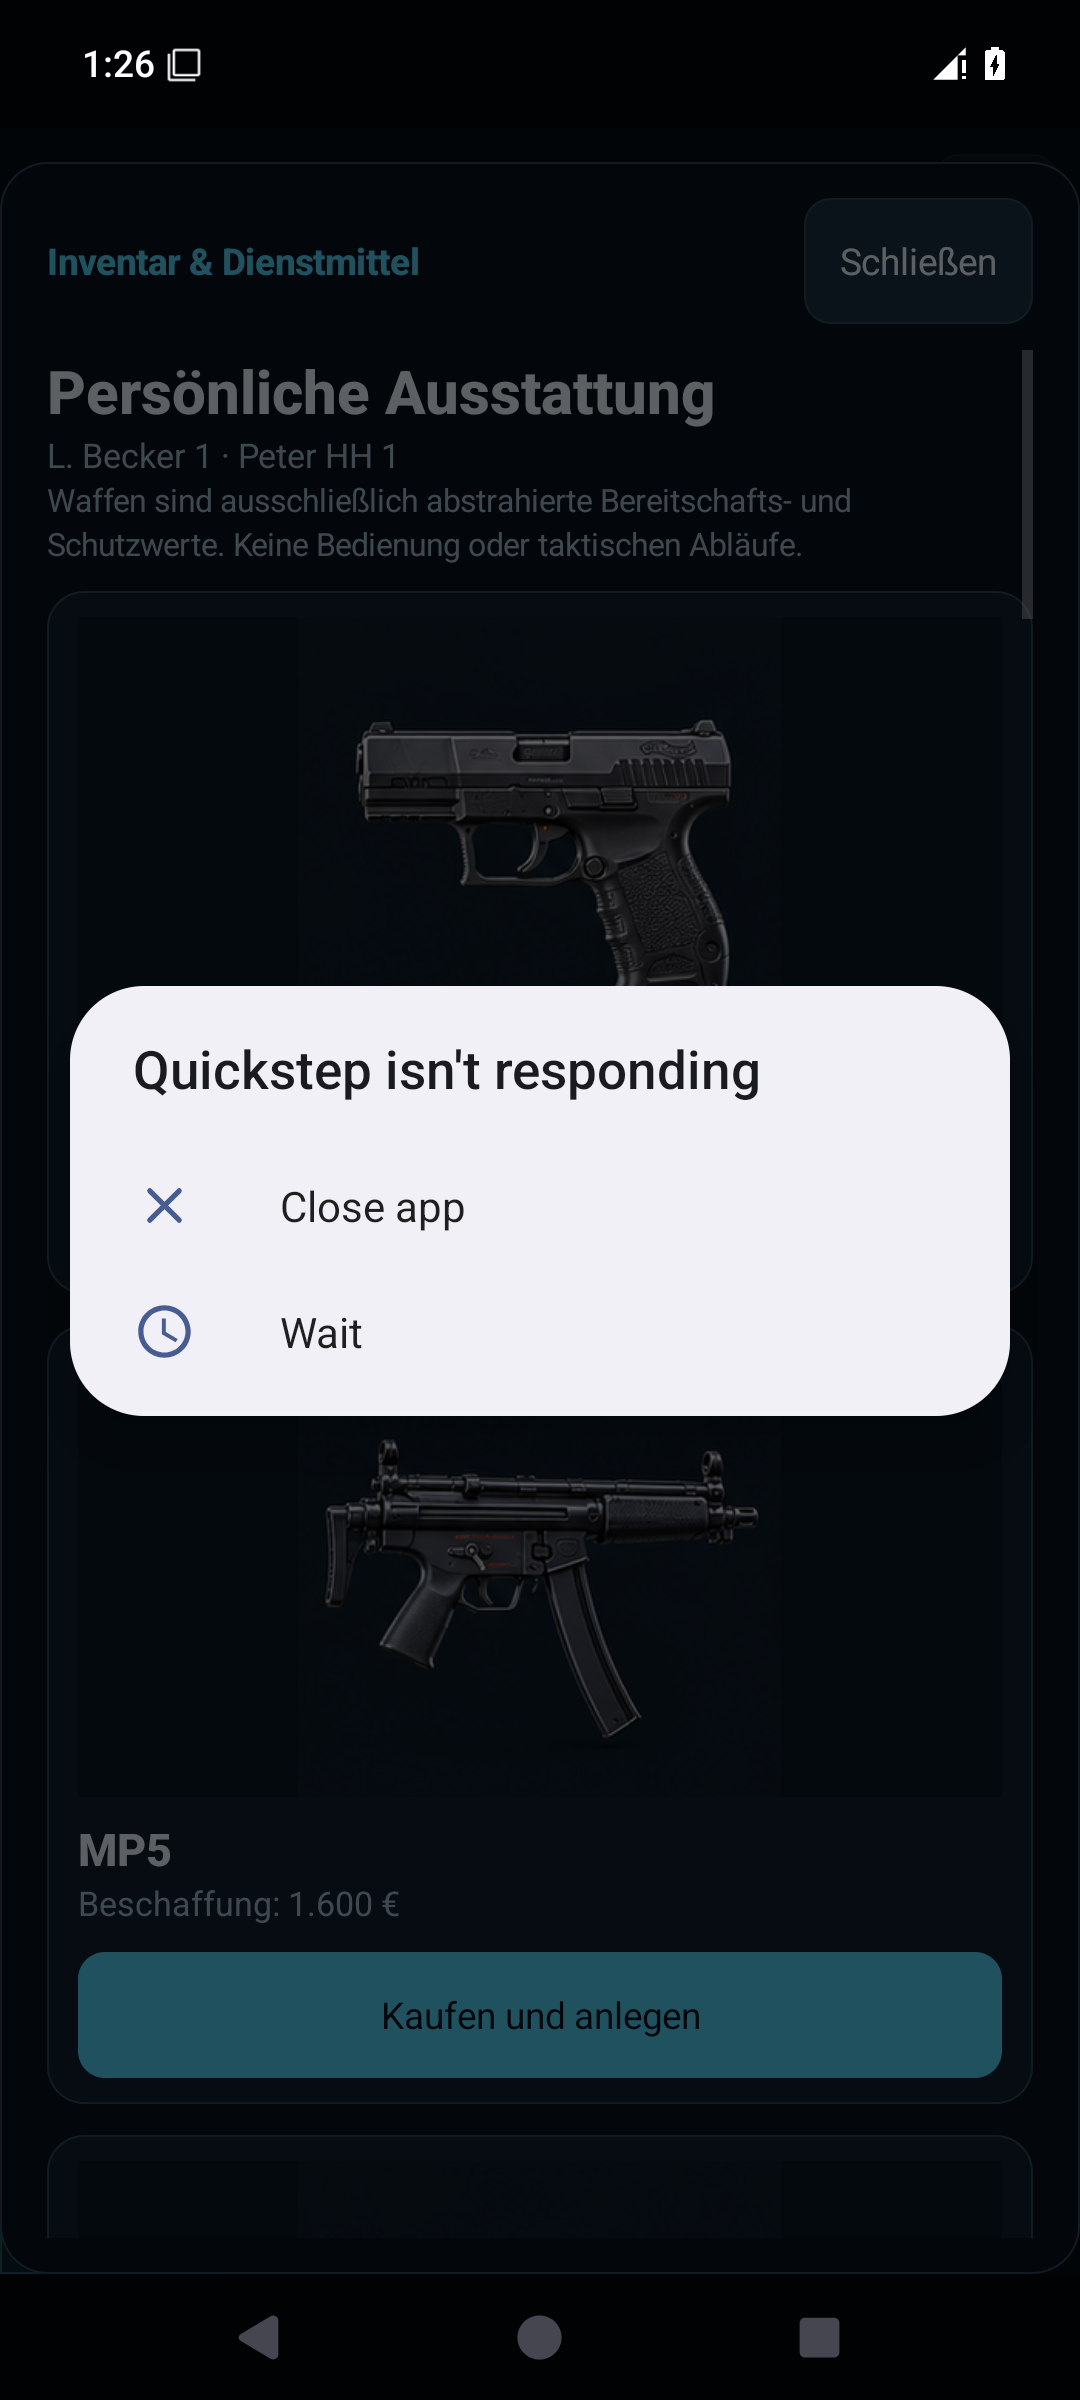 1:26
Inventar & Dienstmittel
Schließen
Persönliche Ausstattung
L. Becker 1 · Peter HH 1
Waffen sind ausschließlich abstrahierte Bereitschafts- und
Schutzwerte. Keine Bedienung oder taktischen Abläufe.
Quickstep isn't responding
Close app
Wait
MP5
Beschaffung: 1.600 €
Kaufen und anlegen